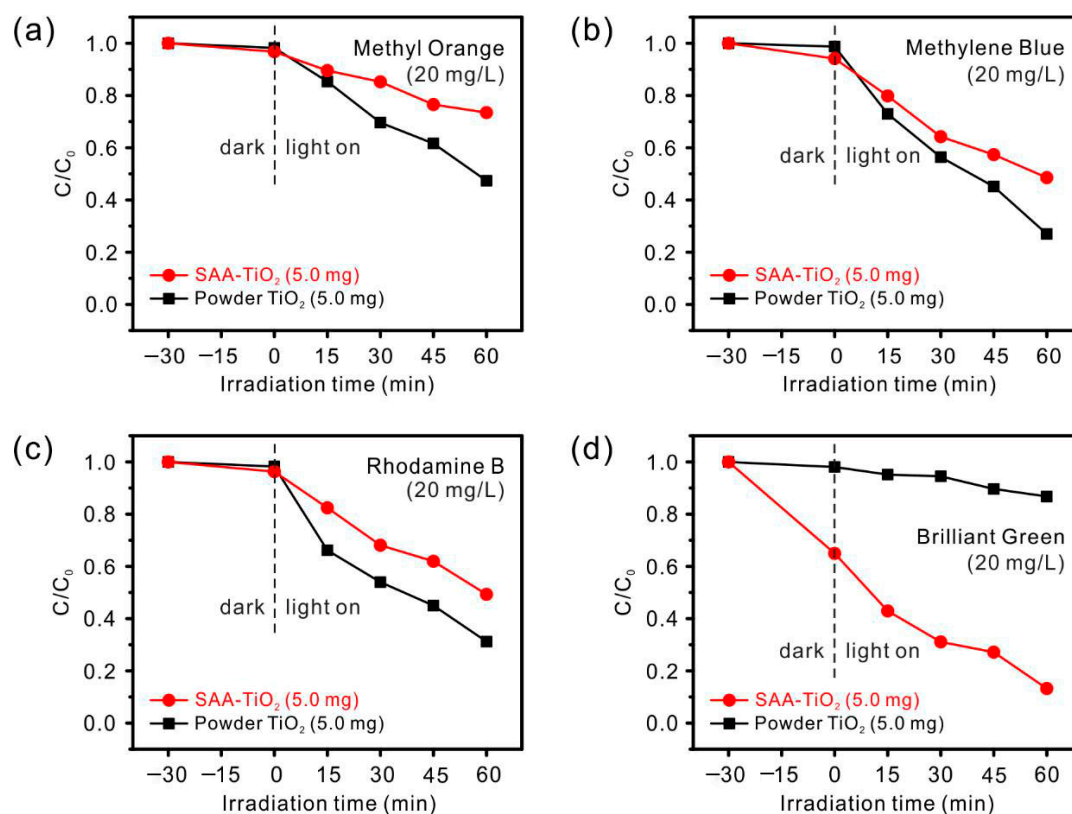 (a)
Methyl Orange
(20 mg/L)
dark light on
SAA-TiO₂ (5.0 mg)
Powder TiO₂ (5.0 mg)
C/C₀
1.0
0.8
0.6
0.4
0.2
0.0
−30 −15 0 15 30 45 60
Irradiation time (min)
(b)
Methylene Blue
(20 mg/L)
dark light on
SAA-TiO₂ (5.0 mg)
Powder TiO₂ (5.0 mg)
C/C₀
1.0
0.8
0.6
0.4
0.2
0.0
−30 −15 0 15 30 45 60
Irradiation time (min)
(c)
Rhodamine B
(20 mg/L)
dark light on
SAA-TiO₂ (5.0 mg)
Powder TiO₂ (5.0 mg)
C/C₀
1.0
0.8
0.6
0.4
0.2
0.0
−30 −15 0 15 30 45 60
Irradiation time (min)
(d)
Brilliant Green
(20 mg/L)
dark light on
SAA-TiO₂ (5.0 mg)
Powder TiO₂ (5.0 mg)
C/C₀
1.0
0.8
0.6
0.4
0.2
0.0
−30 −15 0 15 30 45 60
Irradiation time (min)